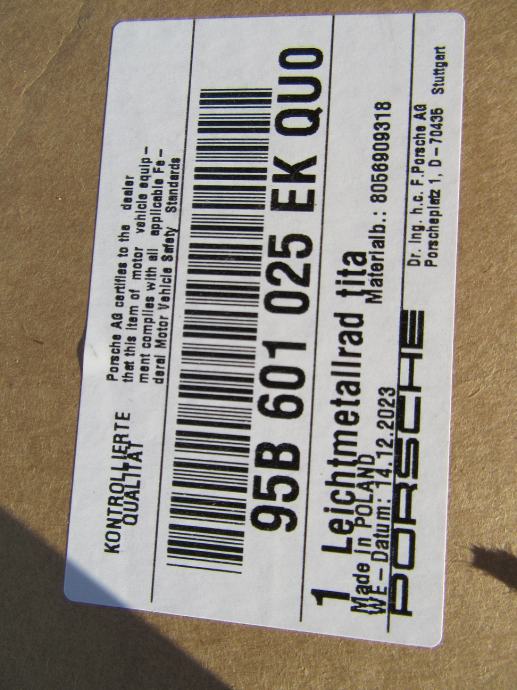 KONTROLLIERTE
QUALITÄT
Porsche AG certifies to the dealer
that this item of motor vehicle equip-
ment complies with all applicable Fe-
deral Motor Vehicle Safety Standards
95B 601 025 EK QU0
1 Leichtmetallrad tita
Made in POLAND
Materialb.: 8056909318
WE-Datum: 14.12.2023
PORSCHE
Dr. Ing. h.c. F.Porsche AG
Porscheplatz 1, D-70435 Stuttgart